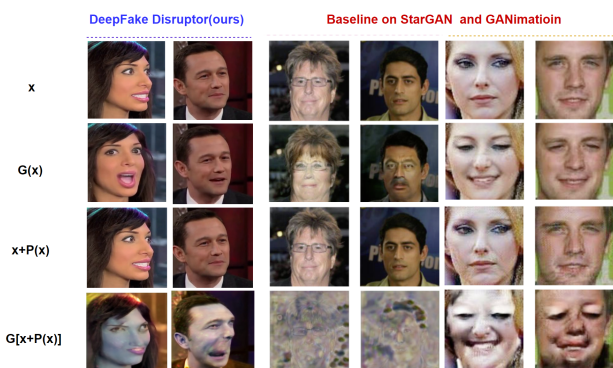 DeepFake Disruptor(ours)
Baseline on StarGAN and GANimatioin
x
G(x)
x+P(x)
G[x+P(x)]